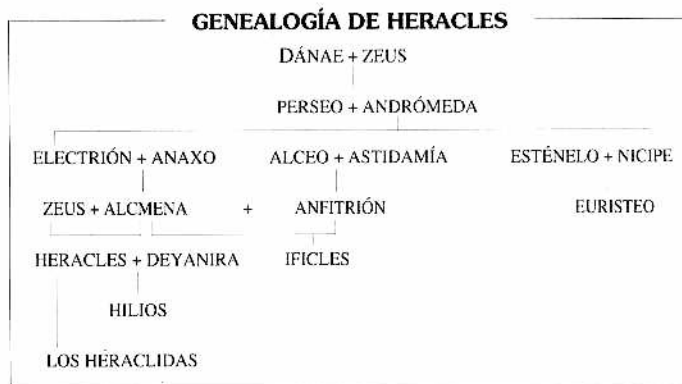 GENEALOGÍA DE HERACLES
DÁNAE + ZEUS
PERSEO + ANDRÓMEDA
ELECTRIÓN + ANAXO ALCEO + ASTIDAMÍA ESTÉNELO + NICIPE
ZEUS + ALCMENA + ANFITRIÓN EURISTEO
HERACLES + DEYANIRA IFICLES
HILIOS
LOS HERACLIDAS